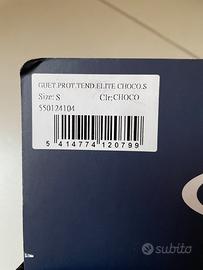 GUET.PROT.TEND.ELITE CHOCO.S
Size: S Clr:CHOCO
550124104
5 414774 120799
subito